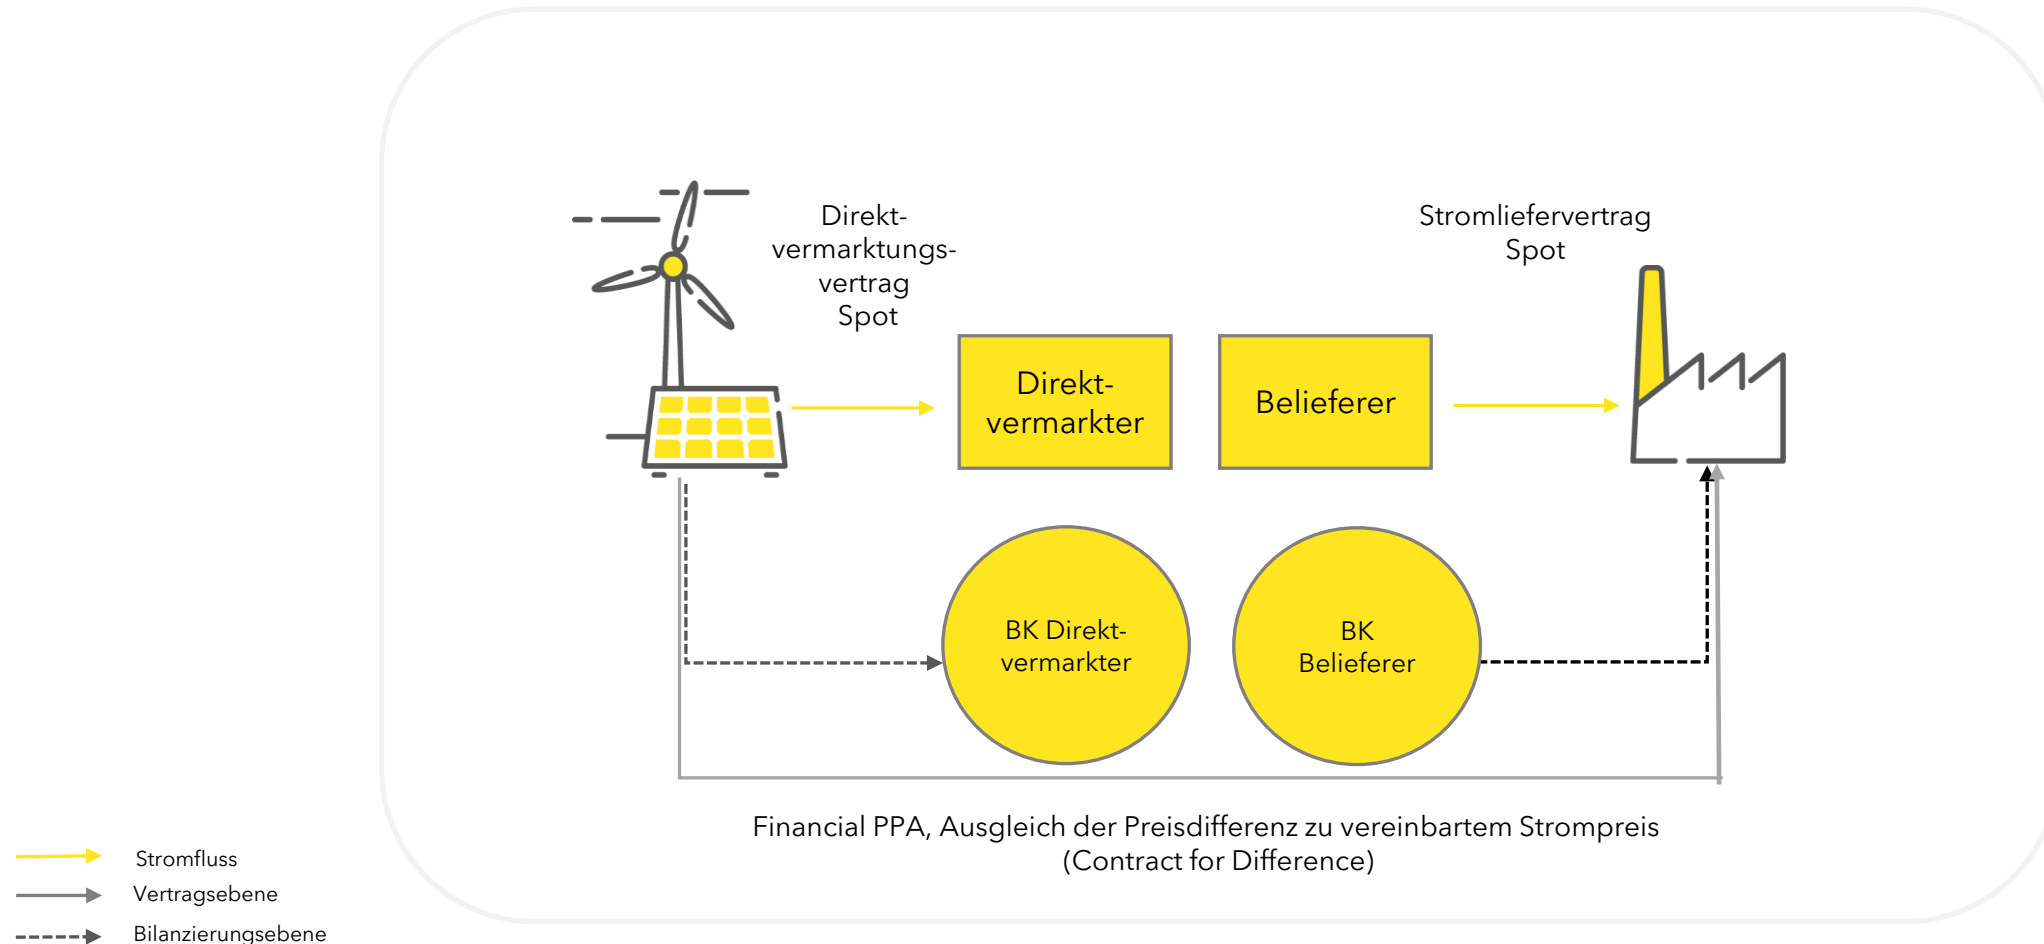 Direkt-
vermarktungs-
vertrag
Spot
Stromliefervertrag
Spot
Direkt-
vermarkter
Belieferer
BK Direkt-
vermarkter
BK
Belieferer
Financial PPA, Ausgleich der Preisdifferenz zu vereinbartem Strompreis
(Contract for Difference)
Stromfluss
Vertragsebene
Bilanzierungsebene